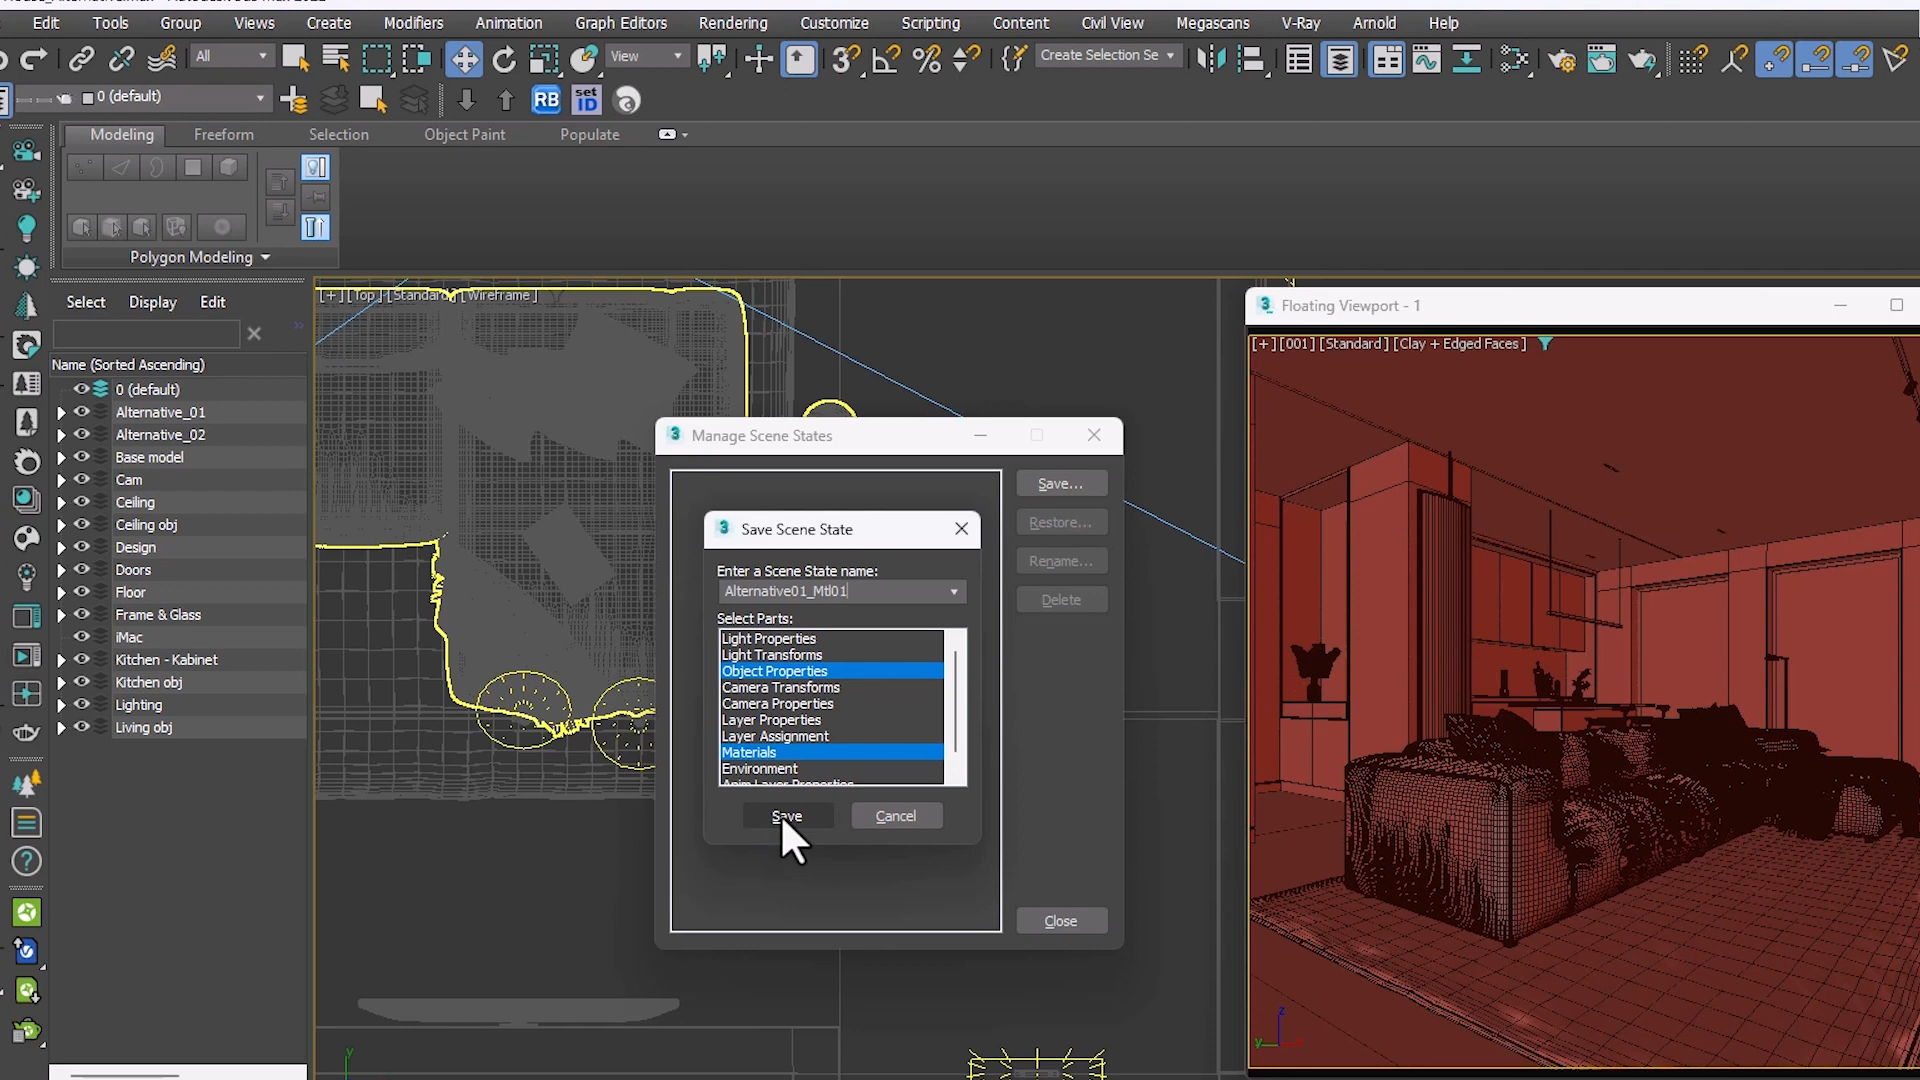 Edit Tools Group Views Create Modifiers Animation Graph Editors Rendering Customize Scripting Content Civil View Megascans V-Ray Arnold Help
All View Create Selection Se
0 (default) RB set ID
Modeling Freeform Selection Object Paint Populate
Polygon Modeling
Select Display Edit
Name (Sorted Ascending)
0 (default)
Alternative_01
Alternative_02
Base model
Cam
Ceiling
Ceiling obj
Design
Doors
Floor
Frame & Glass
iMac
Kitchen - Kabinet
Kitchen obj
Lighting
Living obj
[+] [Top] [Standard] [Wireframe]
Manage Scene States
Save...
Restore...
Rename...
Delete
Close
Save Scene State
Enter a Scene State name:
Alternative01_Mtl01
Select Parts:
Light Properties
Light Transforms
Object Properties
Camera Transforms
Camera Properties
Layer Properties
Layer Assignment
Materials
Environment
Anim Layer Properties
Save Cancel
Floating Viewport - 1
[+] [001] [Standard] [Clay + Edged Faces]
z
y
y